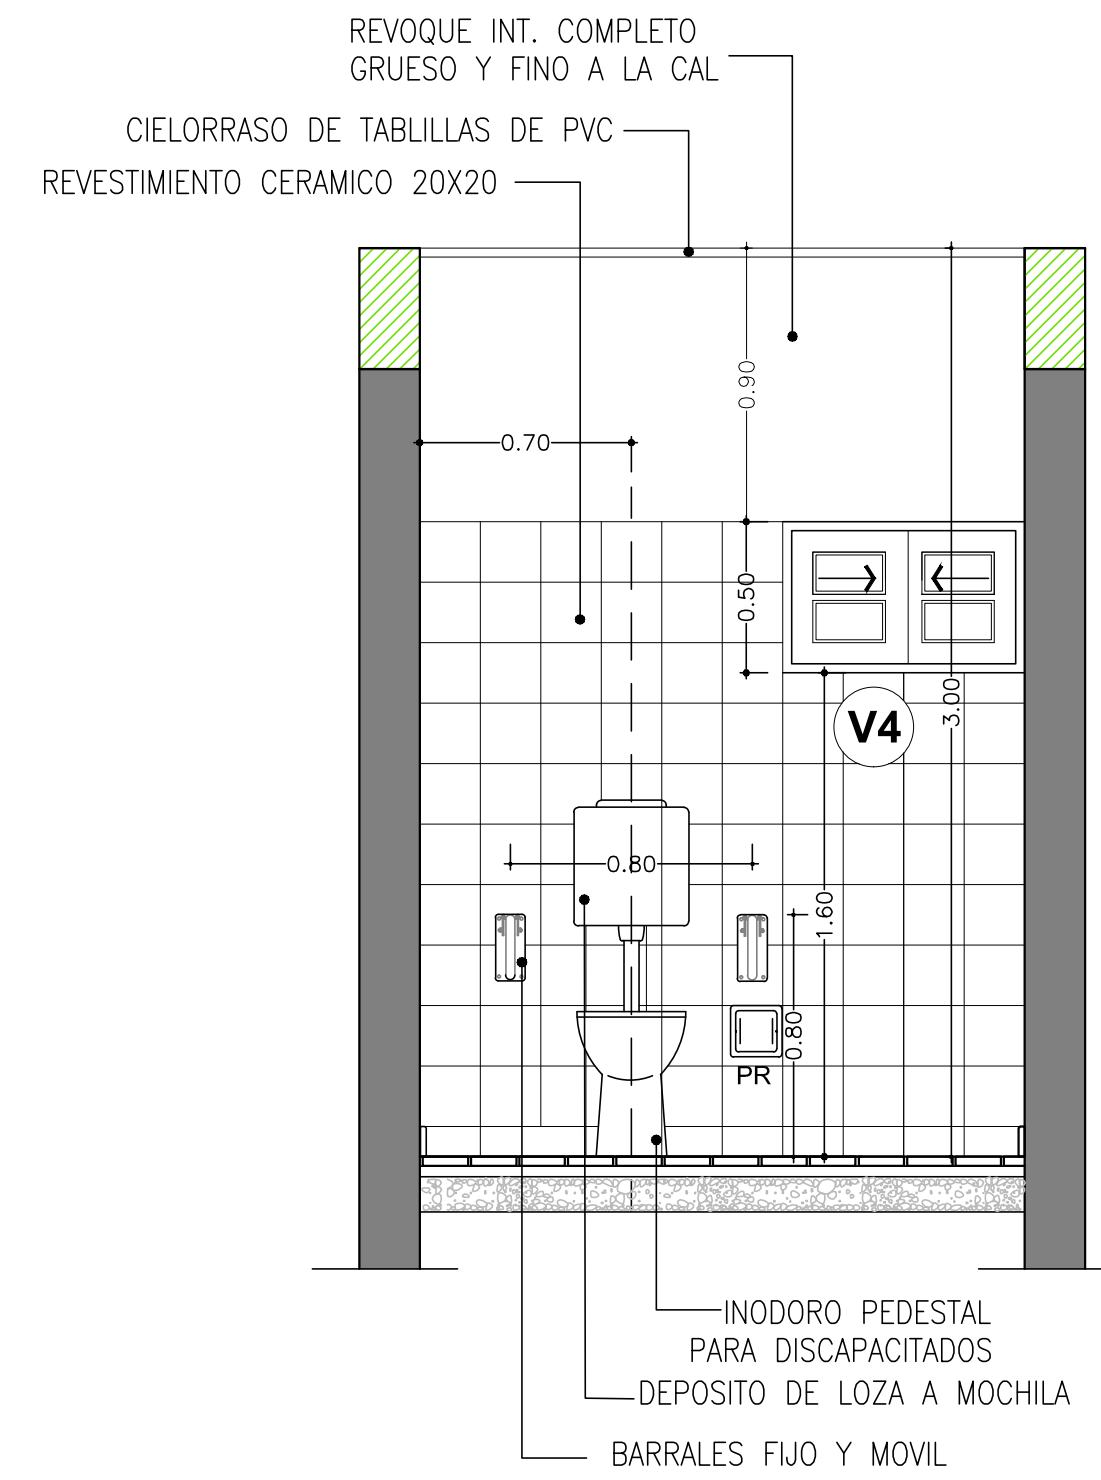 REVOQUE INT. COMPLETO
GRUESO Y FINO A LA CAL
CIELORRASO DE TABLILLAS DE PVC
REVESTIMIENTO CERAMICO 20X20
0.90
0.70
0.50
3.00
V4
0.80
1.60
0.80
PR
INODORO PEDESTAL
PARA DISCAPACITADOS
DEPOSITO DE LOZA A MOCHILA
BARRALES FIJO Y MOVIL